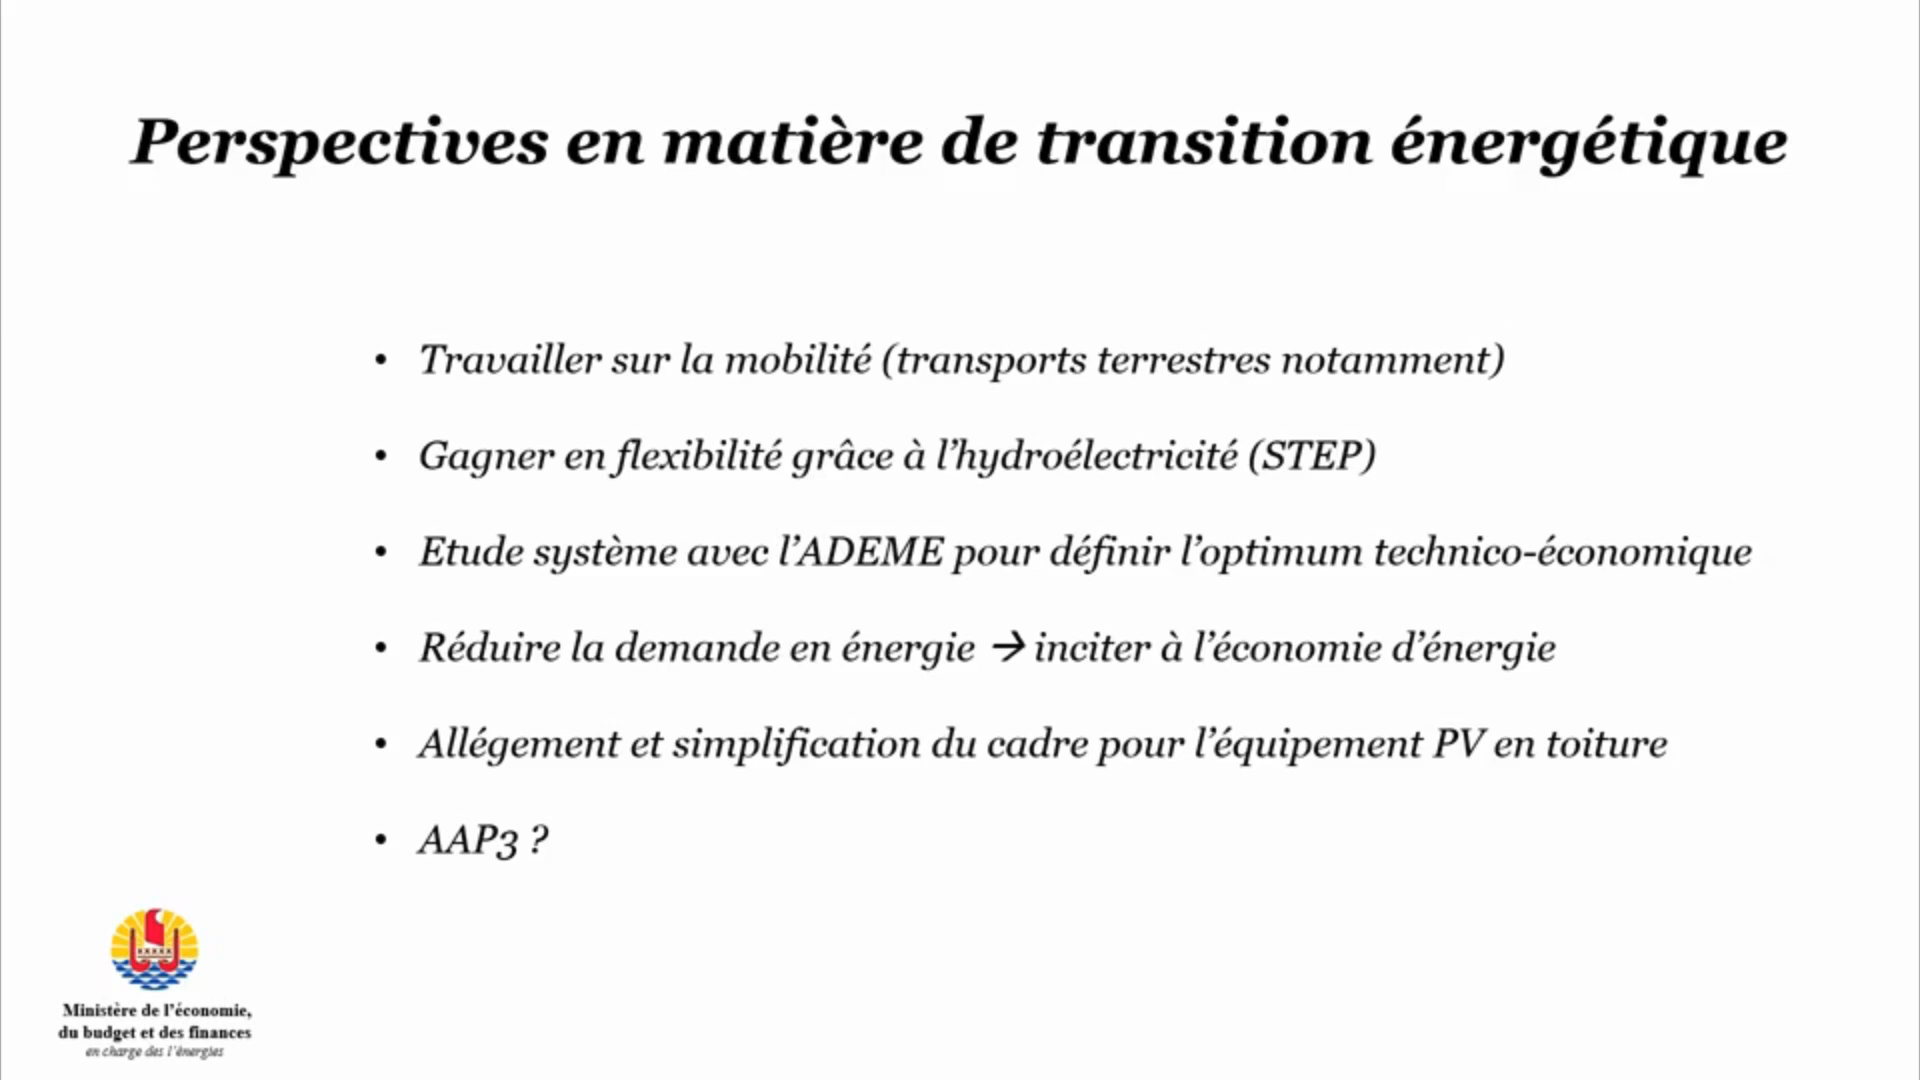 Perspectives en matière de transition énergétique
• Travailler sur la mobilité (transports terrestres notamment)
• Gagner en flexibilité grâce à l’hydroélectricité (STEP)
• Etude système avec l’ADEME pour définir l’optimum technico-économique
• Réduire la demande en énergie → inciter à l’économie d’énergie
• Allégement et simplification du cadre pour l’équipement PV en toiture
• AAP3 ?
Ministère de l’économie,
du budget et des finances
en charge des l’énergies